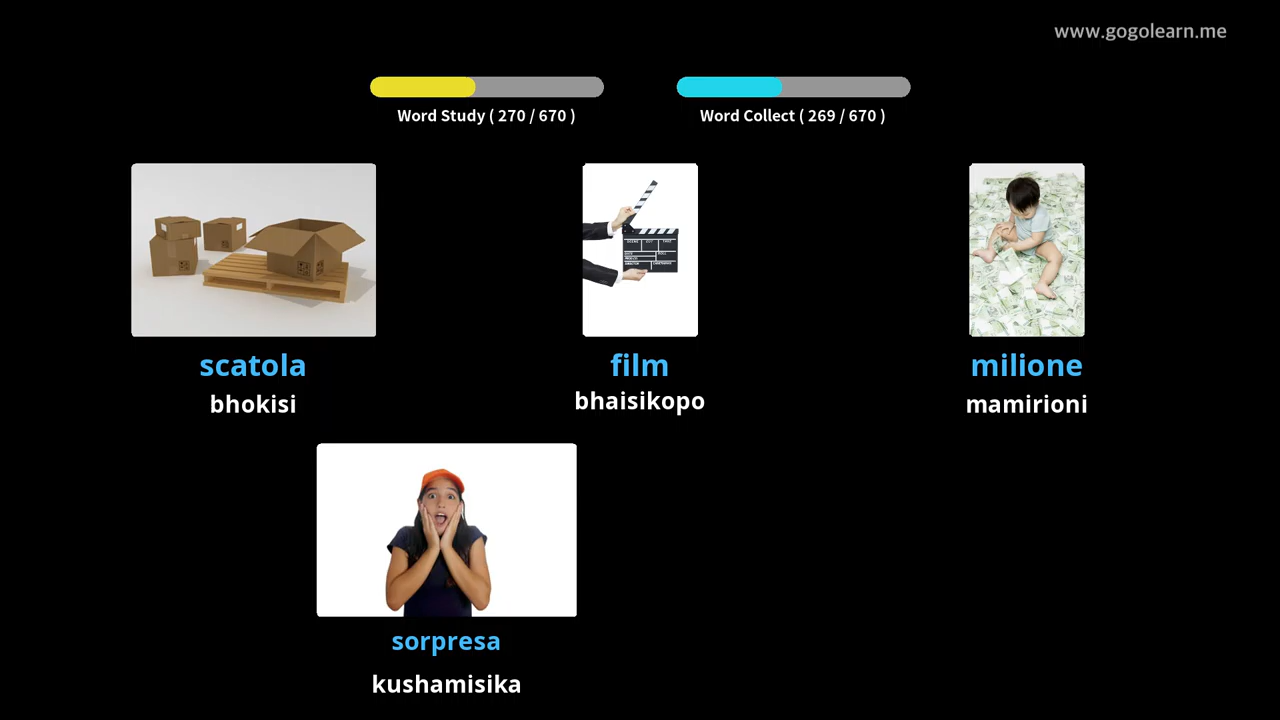 www.gogolearn.me
Word Study ( 270 / 670 )
Word Collect ( 269 / 670 )
scatola
film
milione
bhokisi
bhaisikopo
mamirioni
sorpresa
kushamisika